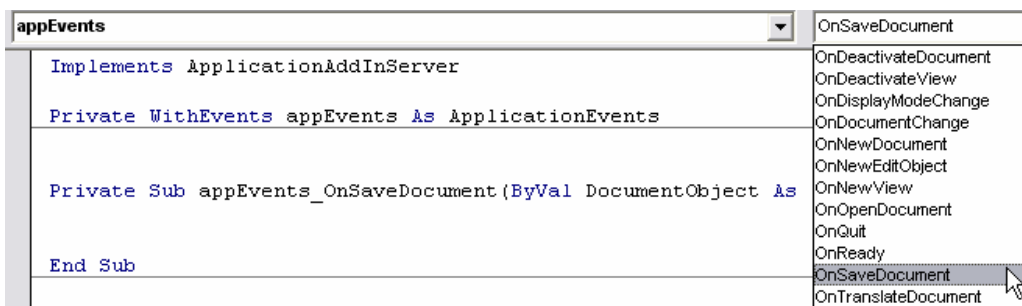 appEvents
OnSaveDocument
Implements ApplicationAddInServer
Private WithEvents appEvents As ApplicationEvents
Private Sub appEvents_OnSaveDocument(ByVal DocumentObject As
End Sub
OnDeactivateDocument
OnDeactivateView
OnDisplayModeChange
OnDocumentChange
OnNewDocument
OnNewEditObject
OnNewView
OnOpenDocument
OnQuit
OnReady
OnSaveDocument
OnTranslateDocument